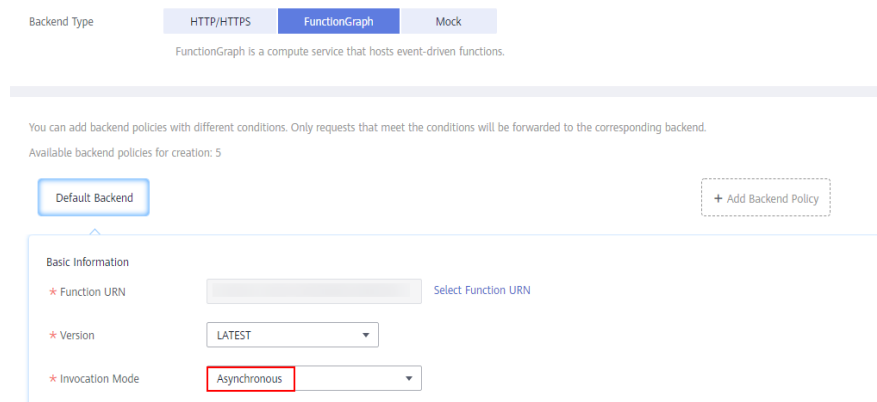 Backend Type HTTP/HTTPS FunctionGraph Mock
FunctionGraph is a compute service that hosts event-driven functions.
You can add backend policies with different conditions. Only requests that meet the conditions will be forwarded to the corresponding backend.
Available backend policies for creation: 5
Default Backend + Add Backend Policy
Basic Information
* Function URN Select Function URN
* Version LATEST
* Invocation Mode Asynchronous